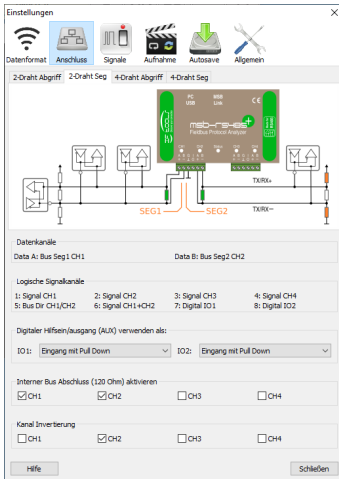 Einstellungen
Datenformat Anschluss Signale Aufnahme Autosave Allgemein
2-Draht Abgriff 2-Draht Seg 4-Draht Abgriff 4-Draht Seg
PC USB MSB Link CE
msb-rs485+
Fieldbus Protocol Analyzer
TX/RX+
SEG1 SEG2 TX/RX−
Datenkanäle
Data A: Bus Seg1 CH1 Data B: Bus Seg2 CH2
Logische Signalkanäle
1: Signal CH1 2: Signal CH2 3: Signal CH3 4: Signal CH4
5: Bus Dir CH1/CH2 6: Signal CH1+CH2 7: Digital IO1 8: Digital IO2
Digitaler Hilfsein/ausgang (AUX) verwenden als:
IO1: Eingang mit Pull Down IO2: Eingang mit Pull Down
Interner Bus Abschluss (120 Ohm) aktivieren
CH1 CH2 CH3 CH4
Kanal Invertierung
CH1 CH2 CH3 CH4
Hilfe Schließen